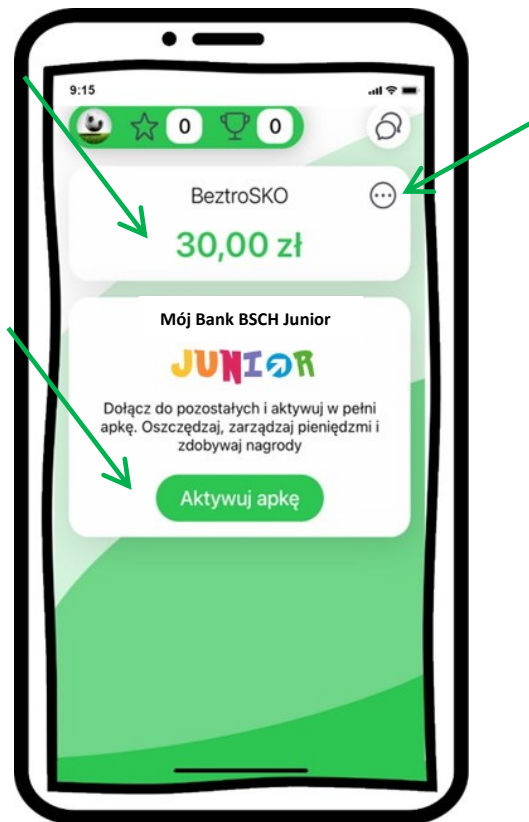 9:15
0 0
BeztroSKO
30,00 zł
Mój Bank BSCH Junior
JUNIOR
Dołącz do pozostałych i aktywuj w pełni
apkę. Oszczędzaj, zarządzaj pieniędzmi i
zdobywaj nagrody
Aktywuj apkę